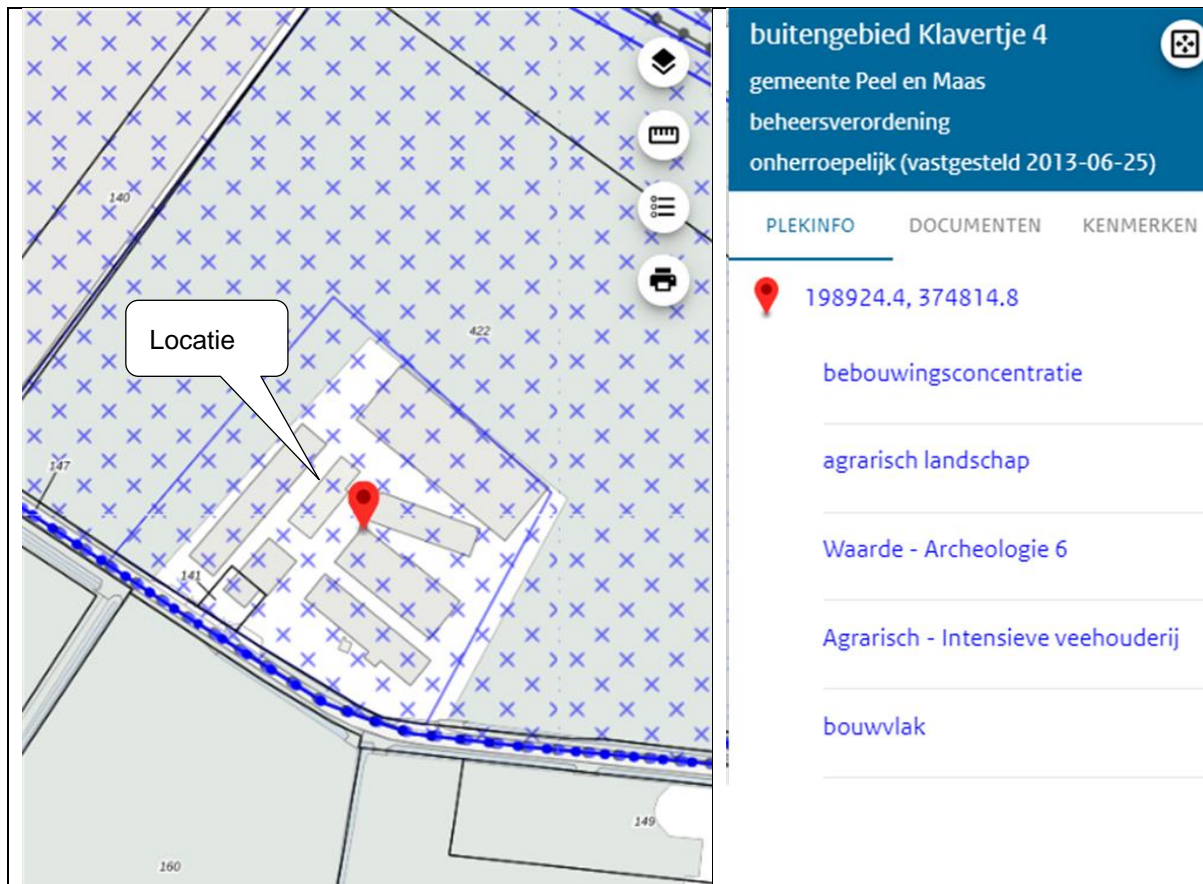 140
422
Locatie
147
141
149
160
buitengebied Klavertje 4
gemeente Peel en Maas
beheersverordening
onherroepelijk (vastgesteld 2013-06-25)
PLEKINFO DOCUMENTEN KENMERKEN
198924.4, 374814.8
bebouwingsconcentratie
agrarisch landschap
Waarde - Archeologie 6
Agrarisch - Intensieve veehouderij
bouwvlak